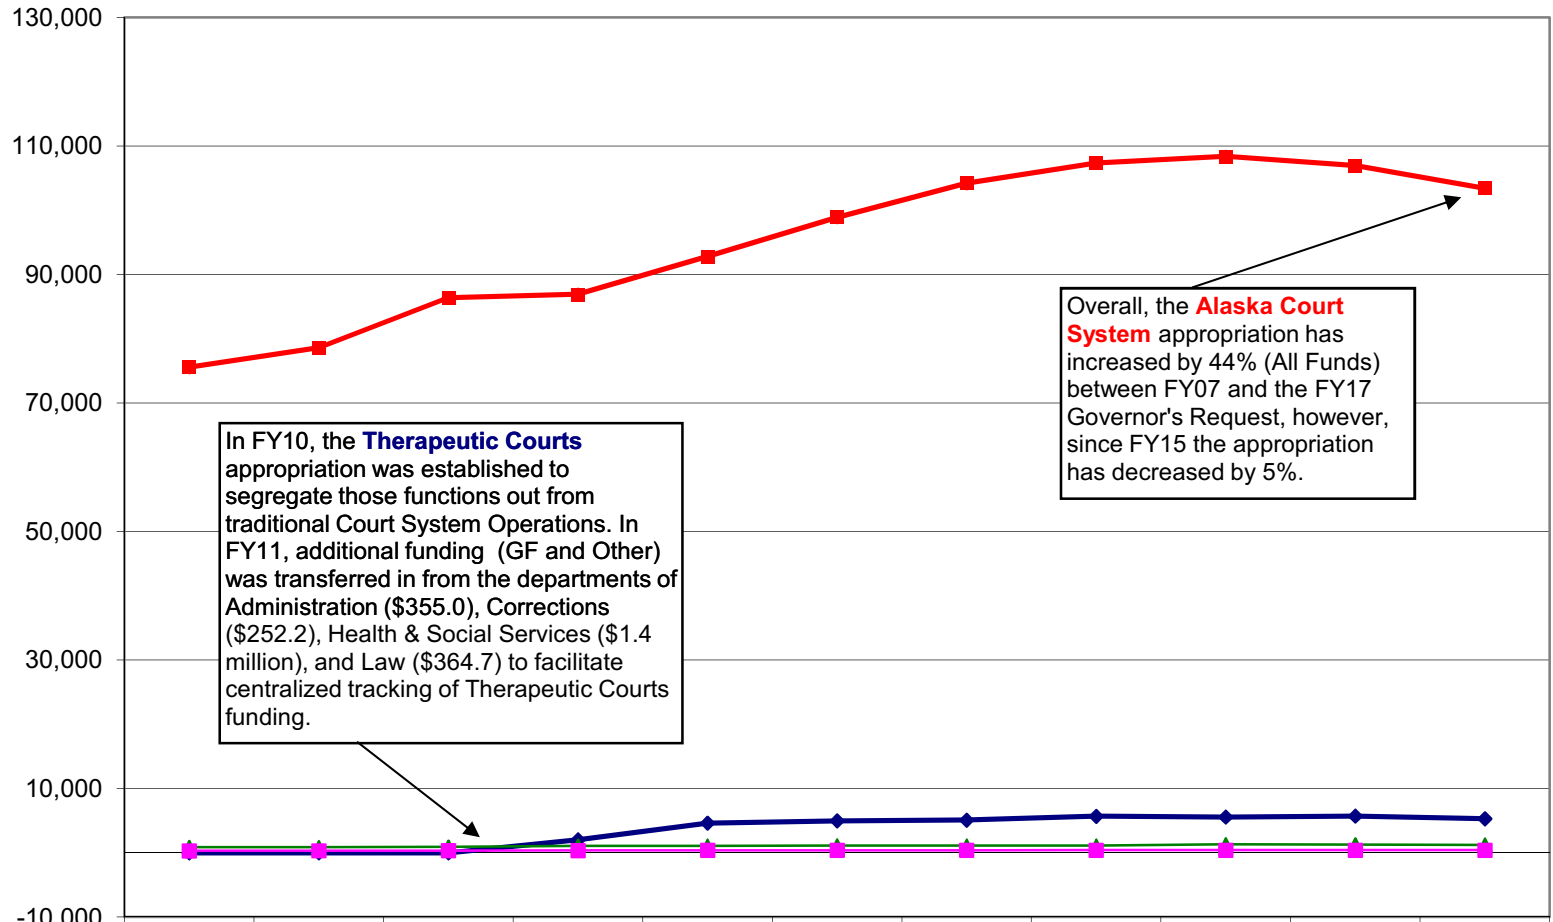 130,000
110,000
90,000
70,000
50,000
30,000
10,000
-10,000
Overall, the Alaska Court
System appropriation has
increased by 44% (All Funds)
between FY07 and the FY17
Governor's Request, however,
since FY15 the appropriation
has decreased by 5%.
In FY10, the Therapeutic Courts
appropriation was established to
segregate those functions out from
traditional Court System Operations. In
FY11, additional funding  (GF and Other)
was transferred in from the departments of
Administration ($355.0), Corrections
($252.2), Health & Social Services ($1.4
million), and Law ($364.7) to facilitate
centralized tracking of Therapeutic Courts
funding.